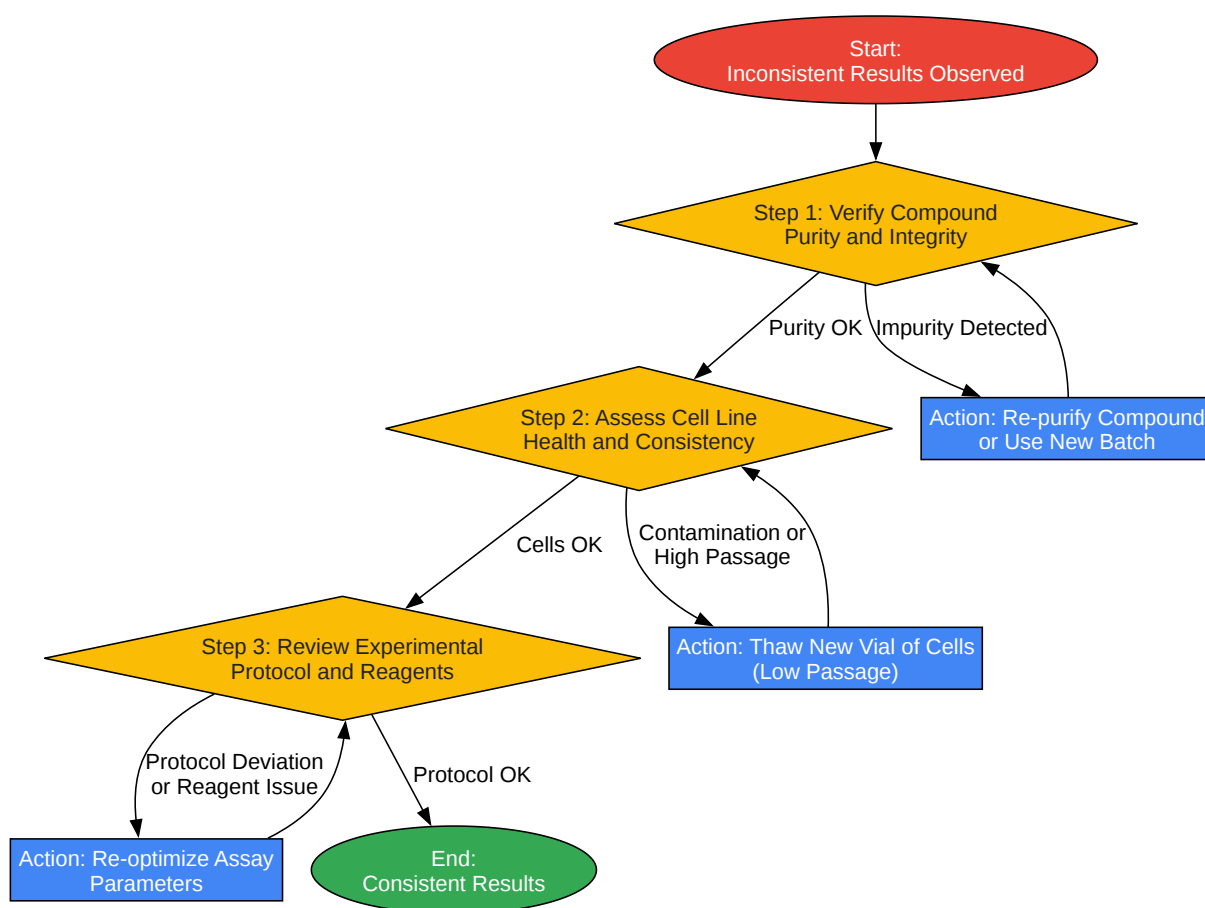 Start:
Inconsistent Results Observed
Step 1: Verify Compound
Purity and Integrity
Purity OK
Impurity Detected
Action: Re-purify Compound
or Use New Batch
Step 2: Assess Cell Line
Health and Consistency
Cells OK
Contamination or
High Passage
Action: Thaw New Vial of Cells
(Low Passage)
Step 3: Review Experimental
Protocol and Reagents
Protocol Deviation
or Reagent Issue
Protocol OK
Action: Re-optimize Assay
Parameters
End:
Consistent Results